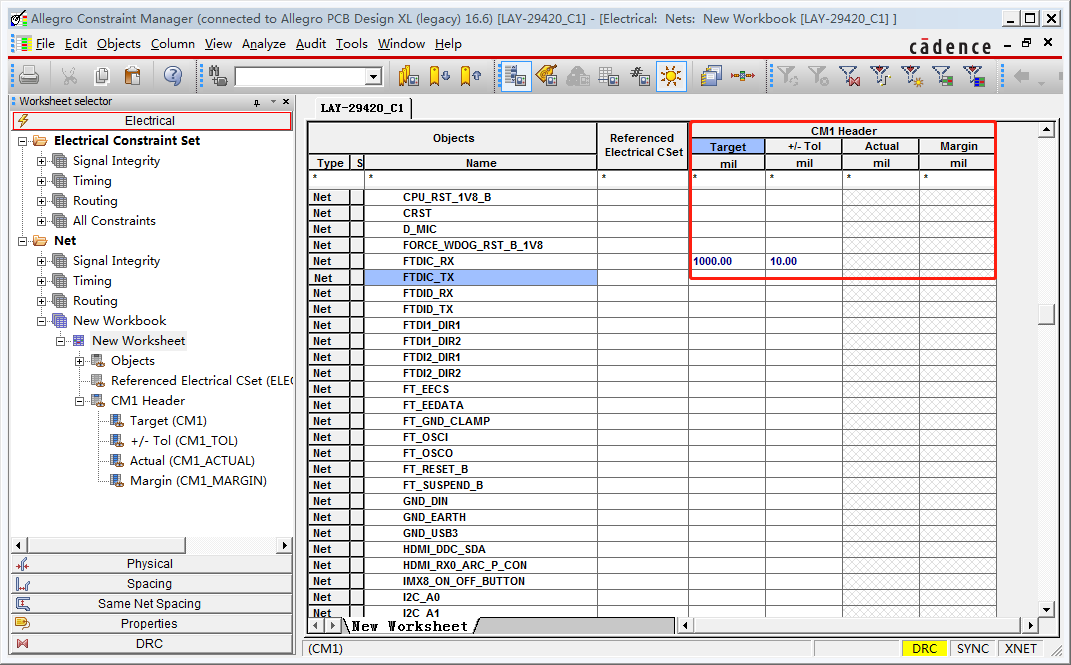 Allegro Constraint Manager (connected to Allegro PCB Design XL (legacy) 16.6) [LAY-29420_C1] - [Electrical: Nets: New Workbook [LAY-29420_C1] ]
File Edit Objects Column View Analyze Audit Tools Window Help
cādence
Worksheet selector
Electrical
Electrical Constraint Set
Signal Integrity
Timing
Routing
All Constraints
Net
Signal Integrity
Timing
Routing
New Workbook
New Worksheet
Objects
Referenced Electrical CSet (ELEC
CM1 Header
Target (CM1)
+/- Tol (CM1_TOL)
Actual (CM1_ACTUAL)
Margin (CM1_MARGIN)
Physical
Spacing
Same Net Spacing
Properties
DRC
LAY-29420_C1
Objects Referenced Electrical CSet CM1 Header
Target +/- Tol Actual Margin
Type S Name mil mil mil mil
* * * * * * *
Net CPU_RST_1V8_B
Net CRST
Net D_MIC
Net FORCE_WDOG_RST_B_1V8
Net FTDIC_RX 1000.00 10.00
Net FTDIC_TX
Net FTDID_RX
Net FTDID_TX
Net FTDI1_DIR1
Net FTDI1_DIR2
Net FTDI2_DIR1
Net FTDI2_DIR2
Net FT_EECS
Net FT_EEDATA
Net FT_GND_CLAMP
Net FT_OSCI
Net FT_OSCO
Net FT_RESET_B
Net FT_SUSPEND_B
Net GND_DIN
Net GND_EARTH
Net GND_USB3
Net HDMI_DDC_SDA
Net HDMI_RX0_ARC_P_CON
Net IMX8_ON_OFF_BUTTON
Net I2C_A0
Net I2C_A1
New Worksheet
(CM1) DRC SYNC XNET